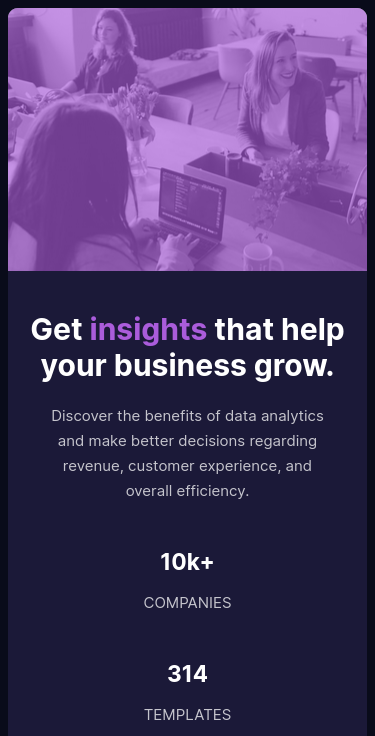 Get insights that help
your business grow.
Discover the benefits of data analytics
and make better decisions regarding
revenue, customer experience, and
overall efficiency.
10k+
COMPANIES
314
TEMPLATES